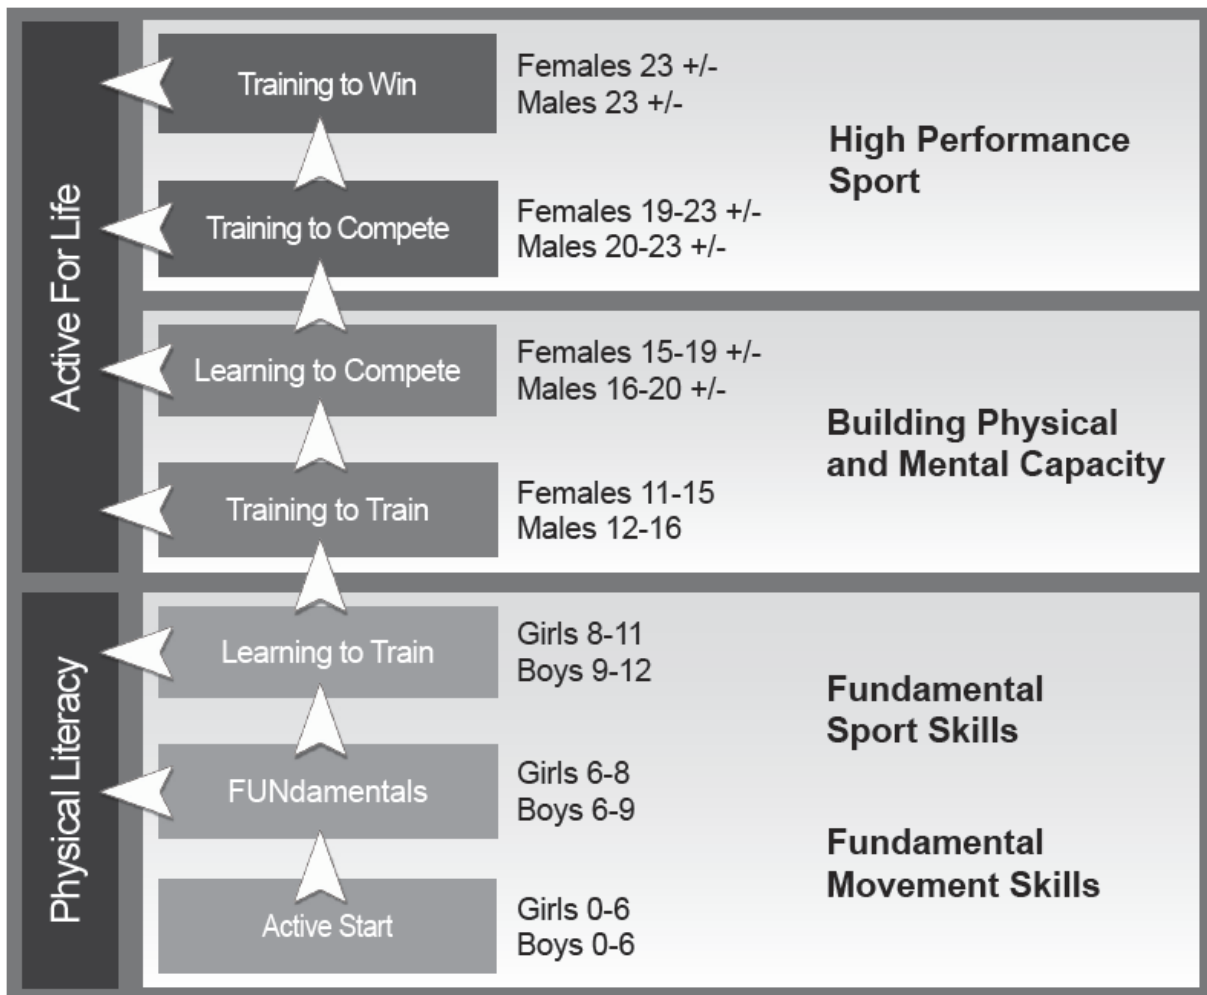 Active For Life
Training to Win
Females 23 +/-
Males 23 +/-
High Performance
Sport
Training to Compete
Females 19-23 +/-
Males 20-23 +/-
Learning to Compete
Females 15-19 +/-
Males 16-20 +/-
Building Physical
and Mental Capacity
Training to Train
Females 11-15
Males 12-16
Physical Literacy
Learning to Train
Girls 8-11
Boys 9-12
Fundamental
Sport Skills
FUNdamentals
Girls 6-8
Boys 6-9
Fundamental
Movement Skills
Active Start
Girls 0-6
Boys 0-6